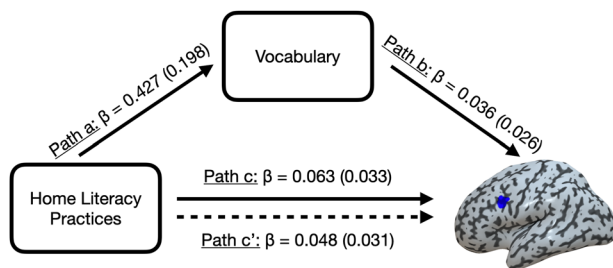 Vocabulary
Path a: β = 0.427 (0.198)
Path b: β = 0.036 (0.026)
Home Literacy
Practices
Path c: β = 0.063 (0.033)
Path c’: β = 0.048 (0.031)